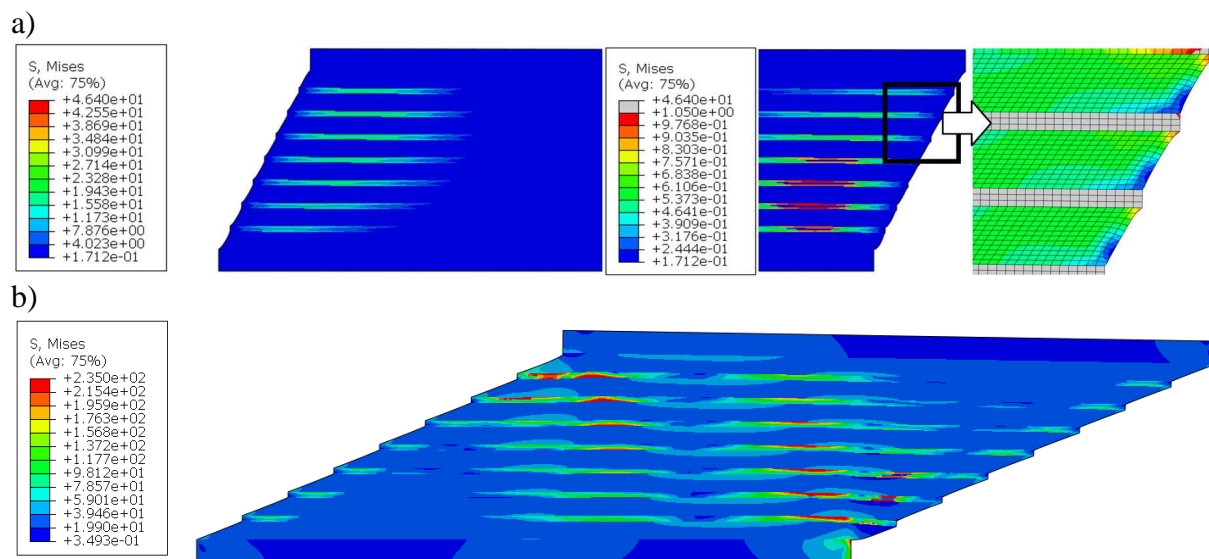 a)
S, Mises
(Avg: 75%)
+4.640e+01
+4.255e+01
+3.869e+01
+3.484e+01
+3.099e+01
+2.714e+01
+2.328e+01
+1.943e+01
+1.558e+01
+1.173e+01
+7.876e+00
+4.023e+00
+1.712e-01
S, Mises
(Avg: 75%)
+4.640e+01
+1.050e+00
+9.768e-01
+9.035e-01
+8.303e-01
+7.571e-01
+6.838e-01
+6.106e-01
+5.373e-01
+4.641e-01
+3.909e-01
+3.176e-01
+2.444e-01
+1.712e-01
b)
S, Mises
(Avg: 75%)
+2.350e+02
+2.154e+02
+1.959e+02
+1.763e+02
+1.568e+02
+1.372e+02
+1.177e+02
+9.812e+01
+7.857e+01
+5.901e+01
+3.946e+01
+1.990e+01
+3.493e-01